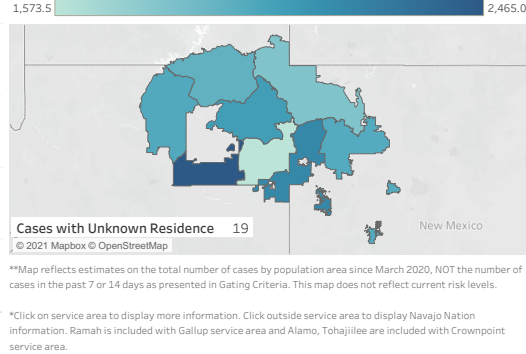 1,573.5 2,465.0
New Mexico
Cases with Unknown Residence 19
© 2021 Mapbox © OpenStreetMap
**Map reflects estimates on the total number of cases by population area since March 2020, NOT the number of
cases in the past 7 or 14 days as presented in Gating Criteria. This map does not reflect current risk levels.
*Click on service area to display more information. Click outside service area to display Navajo Nation
information. Ramah is included with Gallup service area and Alamo, Tohajiilee are included with Crownpoint
service area.